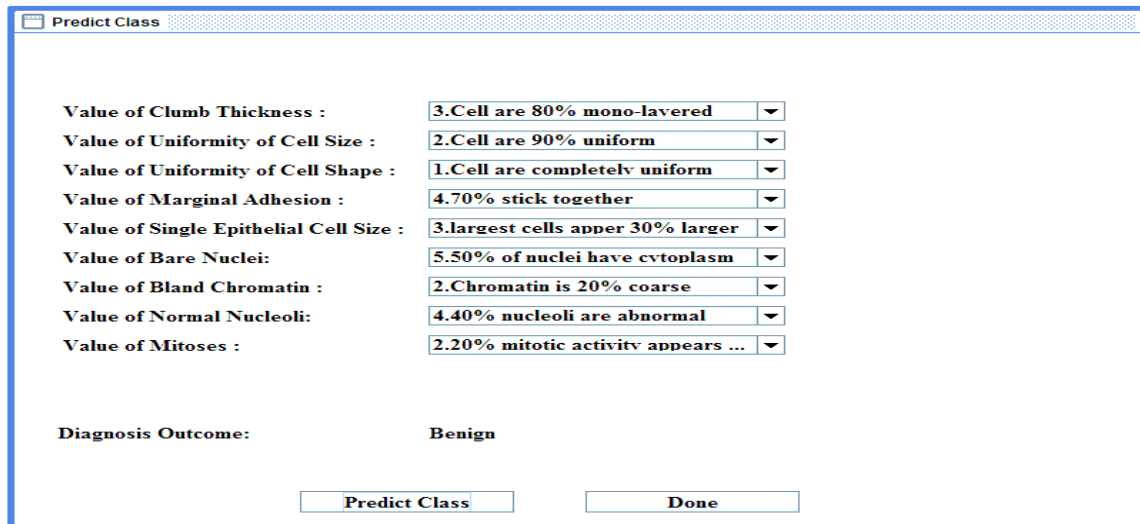 Predict Class
Value of Clumb Thickness : 3.Cell are 80% mono-layered
Value of Uniformity of Cell Size : 2.Cell are 90% uniform
Value of Uniformity of Cell Shape : 1.Cell are completely uniform
Value of Marginal Adhesion : 4.70% stick together
Value of Single Epithelial Cell Size : 3.largest cells apper 30% larger
Value of Bare Nuclei: 5.50% of nuclei have cytoplasm
Value of Bland Chromatin : 2.Chromatin is 20% coarse
Value of Normal Nucleoli: 4.40% nucleoli are abnormal
Value of Mitoses : 2.20% mitotic activity appears ...
Diagnosis Outcome: Benign
Predict Class Done